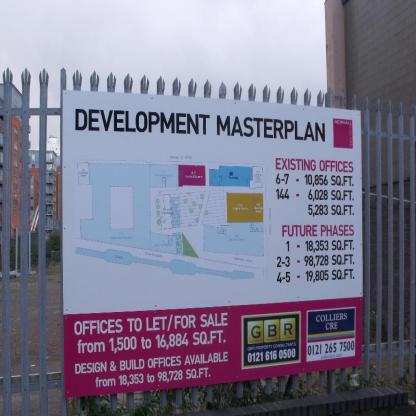 DEVELOPMENT MASTERPLAN
EXISTING OFFICES
6-7 - 10,856 SQ.FT.
144 - 6,028 SQ.FT.
5,283 SQ.FT.
FUTURE PHASES
1 - 18,353 SQ.FT.
2-3 - 98,728 SQ.FT.
4-5 - 19,805 SQ.FT.
OFFICES TO LET/FOR SALE
from 1,500 to 16,884 SQ.FT.
DESIGN & BUILD OFFICES AVAILABLE
from 18,353 to 98,728 SQ.FT.
GBR
0121 616 0500
COLLIERS
CRE
0121 265 7500